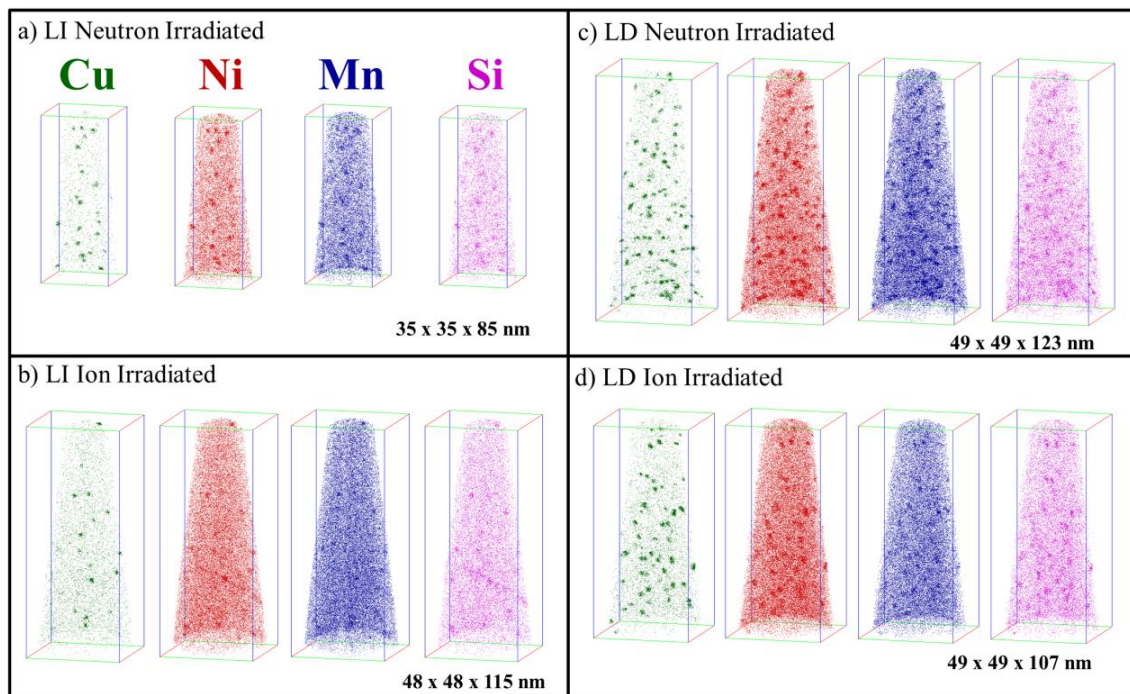 a) LI Neutron Irradiated
Cu Ni Mn Si
35 x 35 x 85 nm
b) LI Ion Irradiated
48 x 48 x 115 nm
c) LD Neutron Irradiated
49 x 49 x 123 nm
d) LD Ion Irradiated
49 x 49 x 107 nm